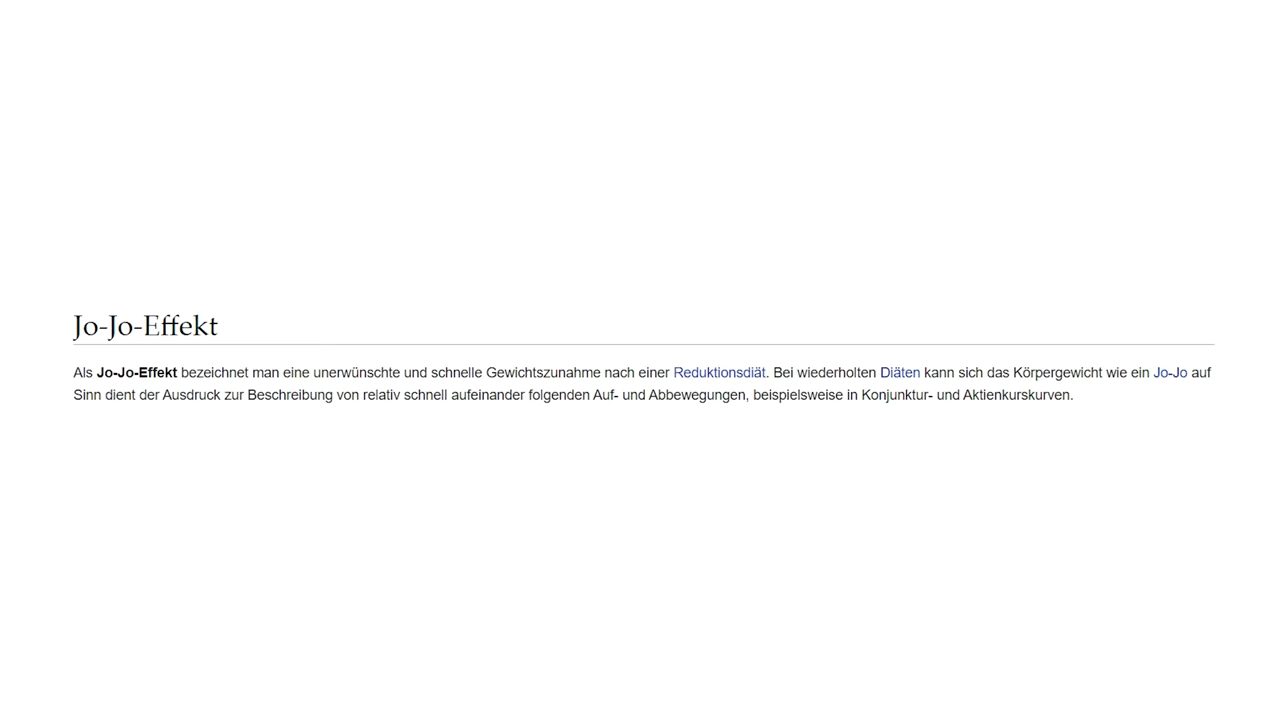 Jo-Jo-Effekt
Als Jo-Jo-Effekt bezeichnet man eine unerwünschte und schnelle Gewichtszunahme nach einer Reduktionsdiät. Bei wiederholten Diäten kann sich das Körpergewicht wie ein Jo-Jo auf
Sinn dient der Ausdruck zur Beschreibung von relativ schnell aufeinander folgenden Auf- und Abbewegungen, beispielsweise in Konjunktur- und Aktienkurskurven.